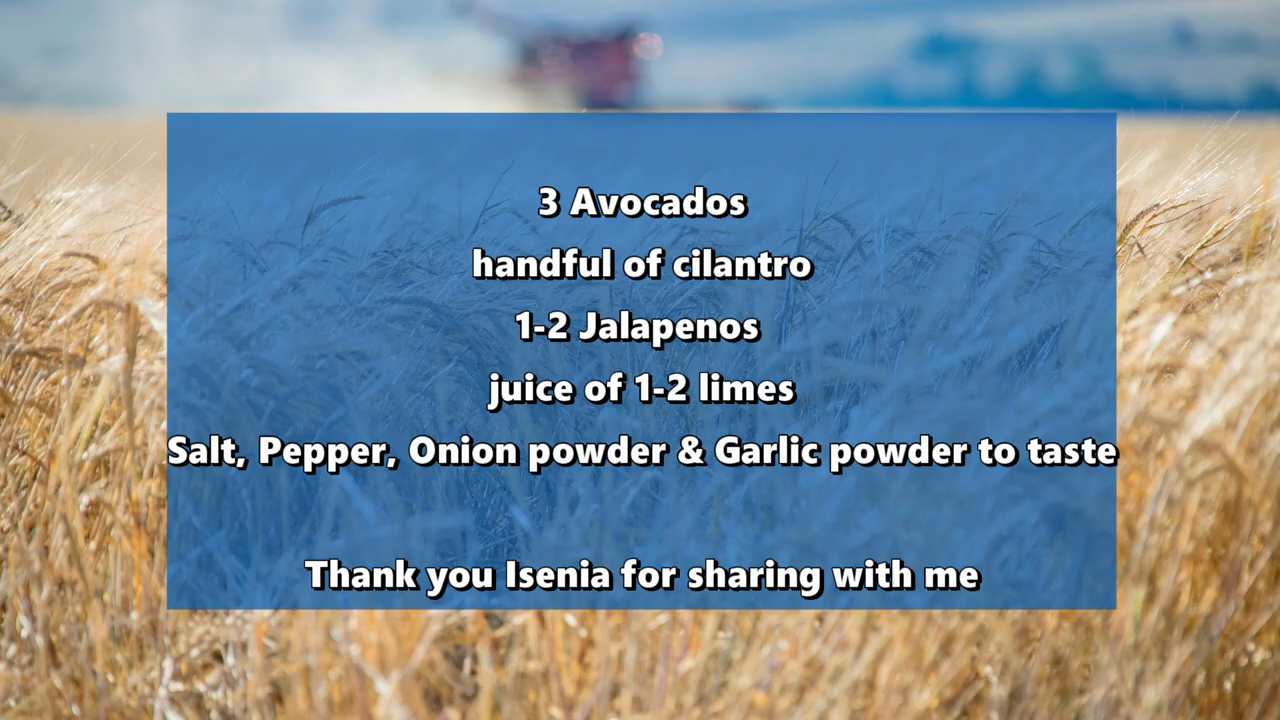 3 Avocados
handful of cilantro
1-2 Jalapenos
juice of 1-2 limes
Salt, Pepper, Onion powder & Garlic powder to taste
Thank you Isenia for sharing with me